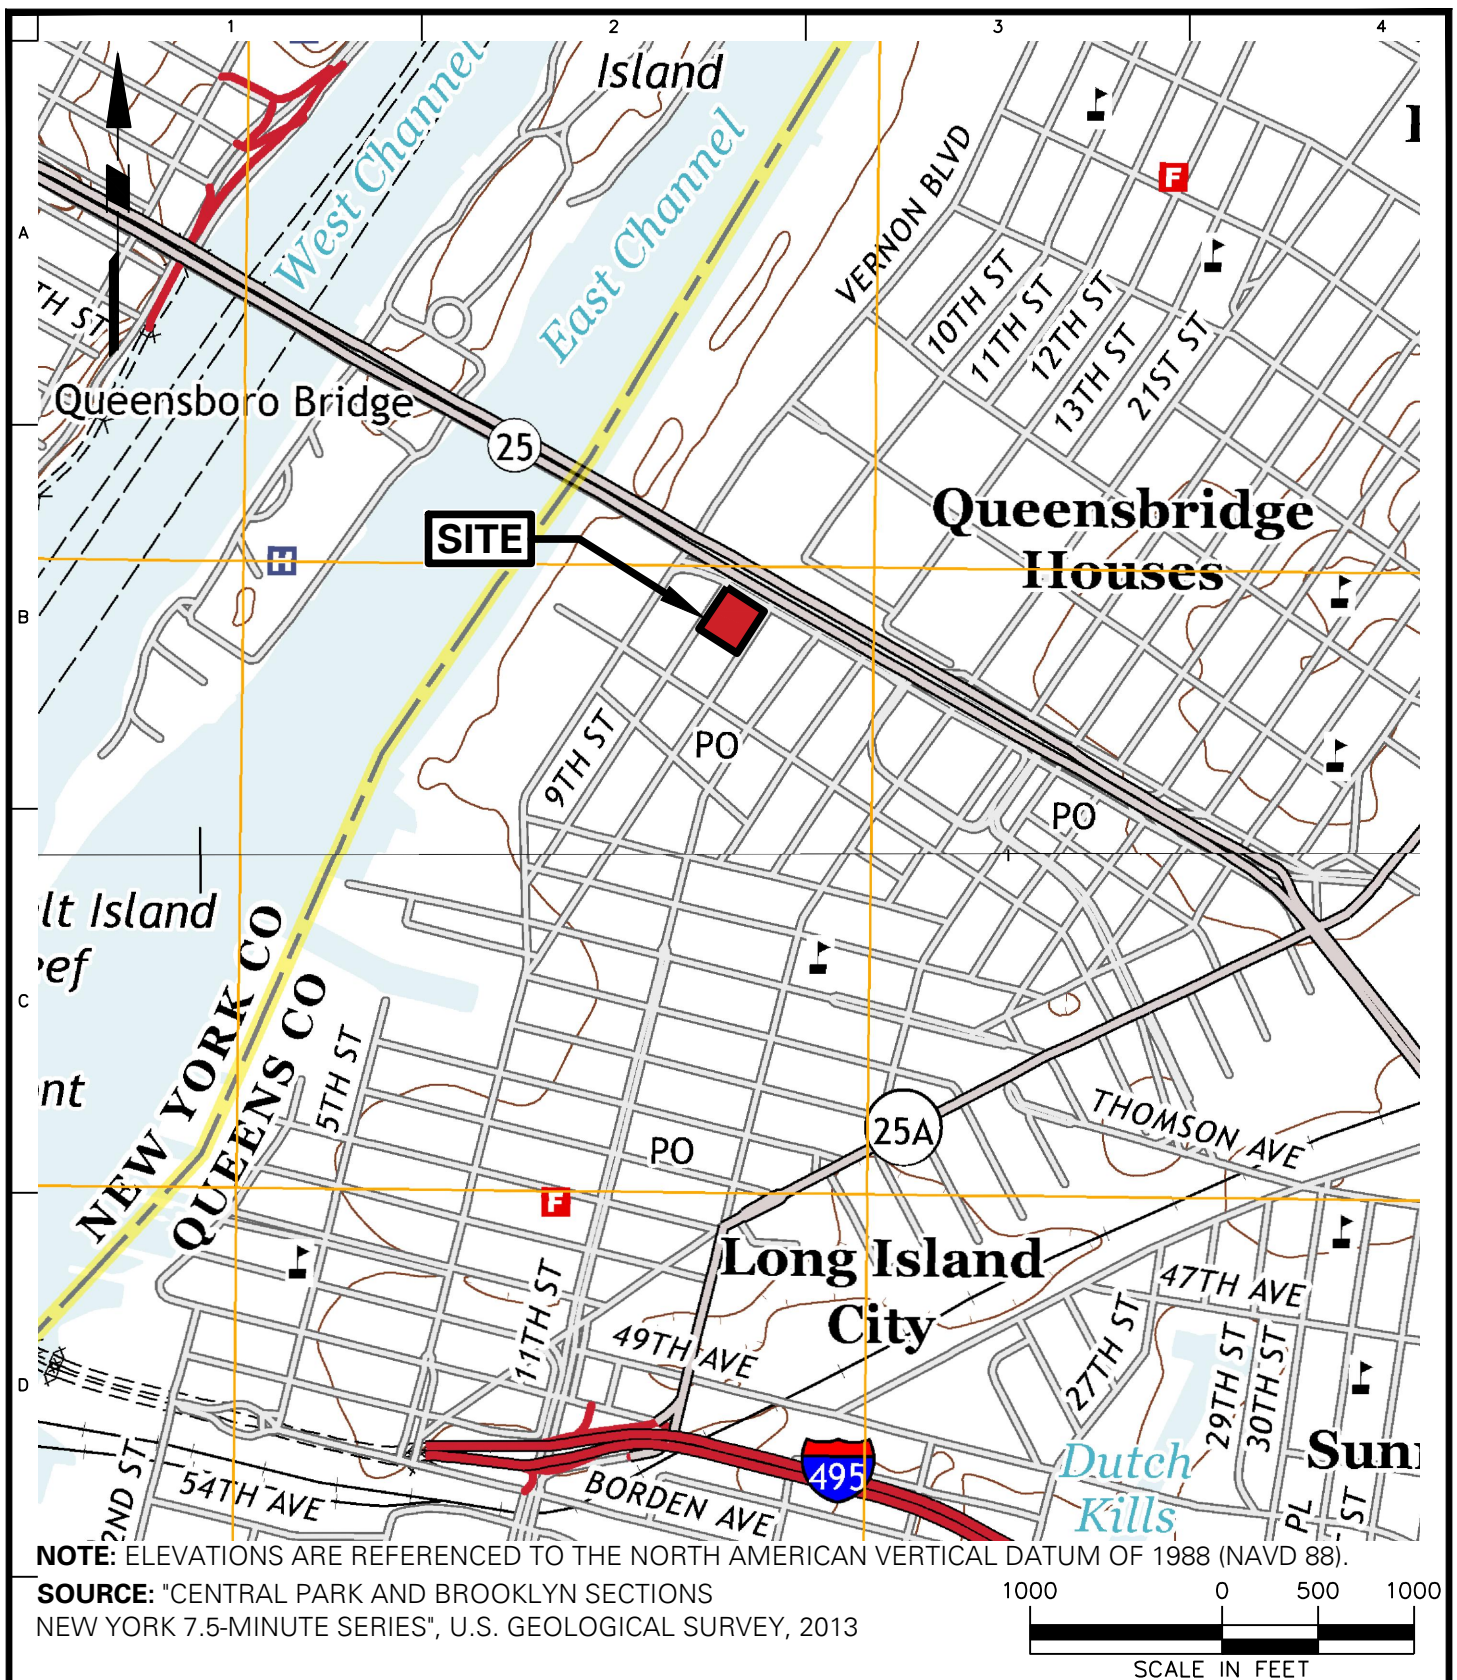 1 2 3 4
Island
West Channel
East Channel
VERNON BLVD
F
A
10TH ST
11TH ST
12TH ST
13TH ST
21ST ST
TH ST
Queensboro Bridge
25
Queensbridge
Houses
SITE
H
B
9TH ST
PO
PO
lt Island
ef
C
NEW YORK CO
QUEENS CO
5TH ST
nt
THOMSON AVE
25A
PO
F
Long Island
City
47TH AVE
11TH ST
49TH AVE
27TH ST
29TH ST
30TH ST
D
Dutch
Kills
Sun
495
2ND ST
54TH AVE
BORDEN AVE
PL
ST
NOTE: ELEVATIONS ARE REFERENCED TO THE NORTH AMERICAN VERTICAL DATUM OF 1988 (NAVD 88).
SOURCE: "CENTRAL PARK AND BROOKLYN SECTIONS
NEW YORK 7.5-MINUTE SERIES", U.S. GEOLOGICAL SURVEY, 2013
1000 0 500 1000
SCALE IN FEET